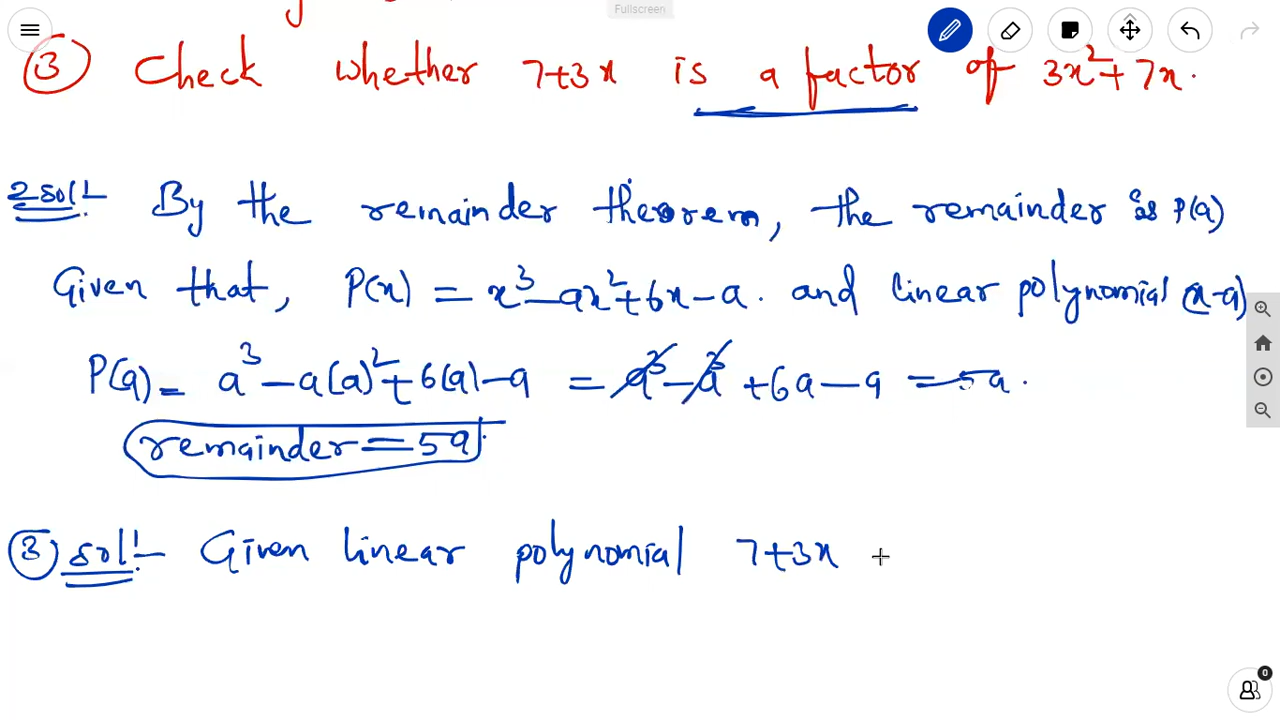 Fullscreen
③ Check whether 7+3x is a factor of 3x²+7x.
2 sol!- By the remainder theorem, the remainder is P(a)
Given that, P(x) = x³-ax²+6x-a. and linear polynomial (x-a)
P(a) = a³-a(a)²+6(a)-a = a³-a³+6a-a = 5a.
remainder = 5a.
③ sol!- Given linear polynomial 7+3x
0